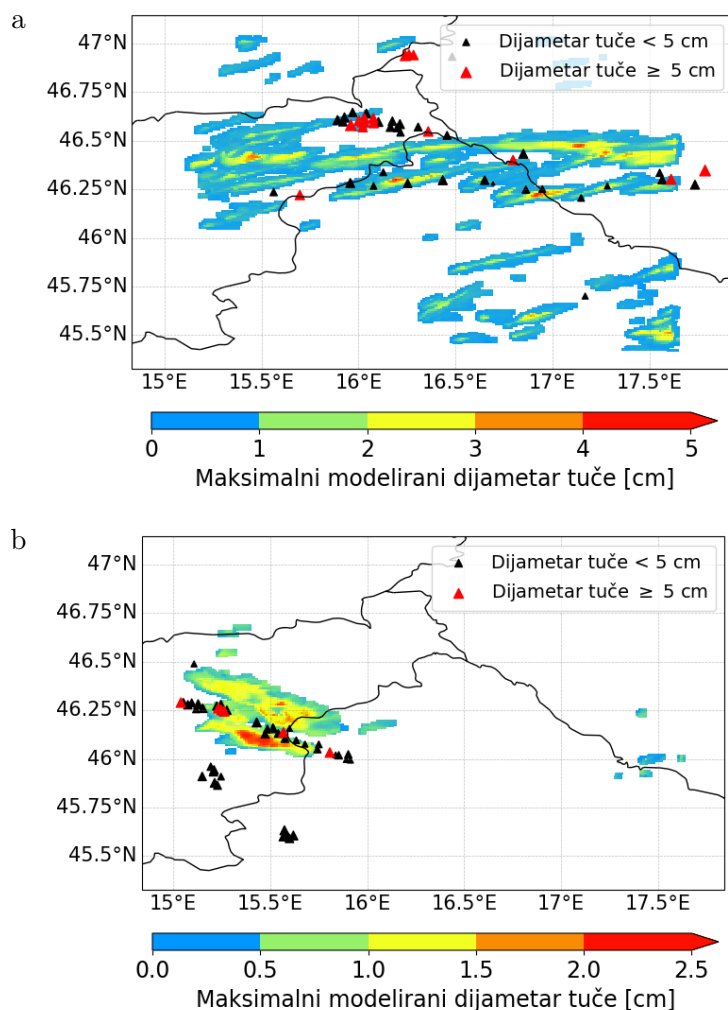 a
Dijametar tuče < 5 cm
Dijametar tuče ≥ 5 cm
47°N
46.75°N
46.5°N
46.25°N
46°N
45.75°N
45.5°N
15°E 15.5°E 16°E 16.5°E 17°E 17.5°E
0 1 2 3 4 5
Maksimalni modelirani dijametar tuče [cm]
b
Dijametar tuče < 5 cm
Dijametar tuče ≥ 5 cm
47°N
46.75°N
46.5°N
46.25°N
46°N
45.75°N
45.5°N
15°E 15.5°E 16°E 16.5°E 17°E 17.5°E
0.0 0.5 1.0 1.5 2.0 2.5
Maksimalni modelirani dijametar tuče [cm]